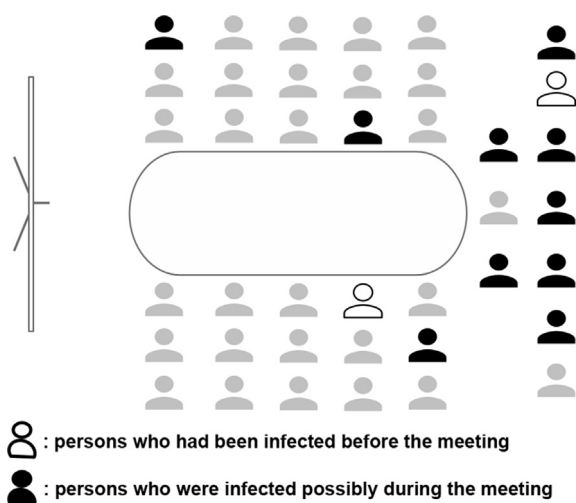 : persons who had been infected before the meeting
: persons who were infected possibly during the meeting